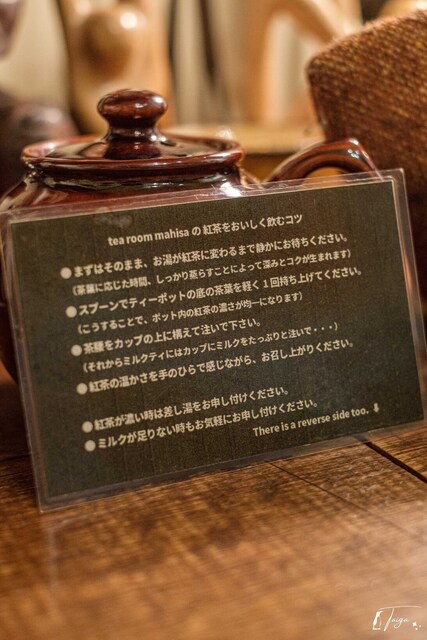 tea room mahisa の 紅茶をおいしく飲むコツ
●まずはそのまま、お湯が紅茶に変わるまで静かにお待ちください。
(茶葉に応じた時間、しっかり蒸らすことによって深みとコクが生まれます)
●スプーンでティーポットの底の茶葉を軽く1回持ち上げてください。
(こうすることで、ポット内の紅茶の濃さが均一になります)
●茶漉をカップの上に構えて注いで下さい。
(それからミルクティにはカップにミルクをたっぷりと注いで・・・)
●紅茶の温かさを手のひらで感じながら、お召し上がりください。
●紅茶が濃い時は差し湯をお申し付けください。
●ミルクが足りない時もお気軽にお申し付けください。
There is a reverse side too. ⬇
Taiga